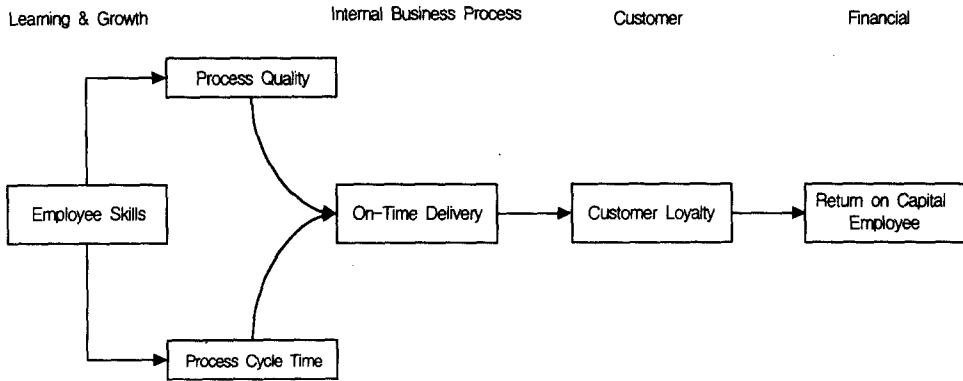 Learning & Growth
Internal Business Process
Customer
Financial
Process Quality
Employee Skills
On-Time Delivery
Customer Loyalty
Return on Capital
Employee
Process Cycle Time